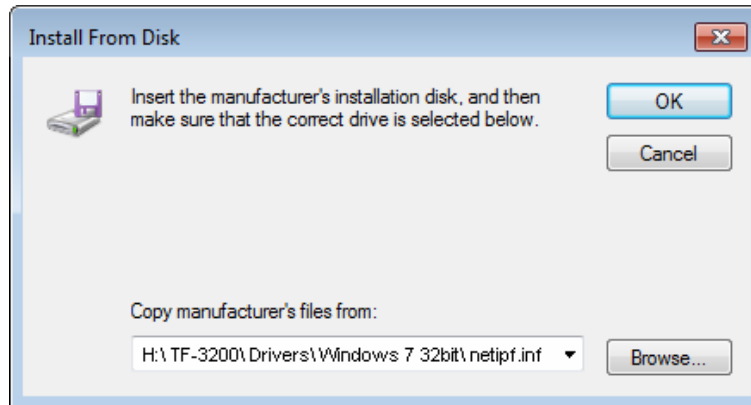 Install From Disk
Insert the manufacturer's installation disk, and then
make sure that the correct drive is selected below.
OK
Cancel
Copy manufacturer's files from:
H:\TF-3200\Drivers\Windows 7 32bit\netipf.inf
Browse...